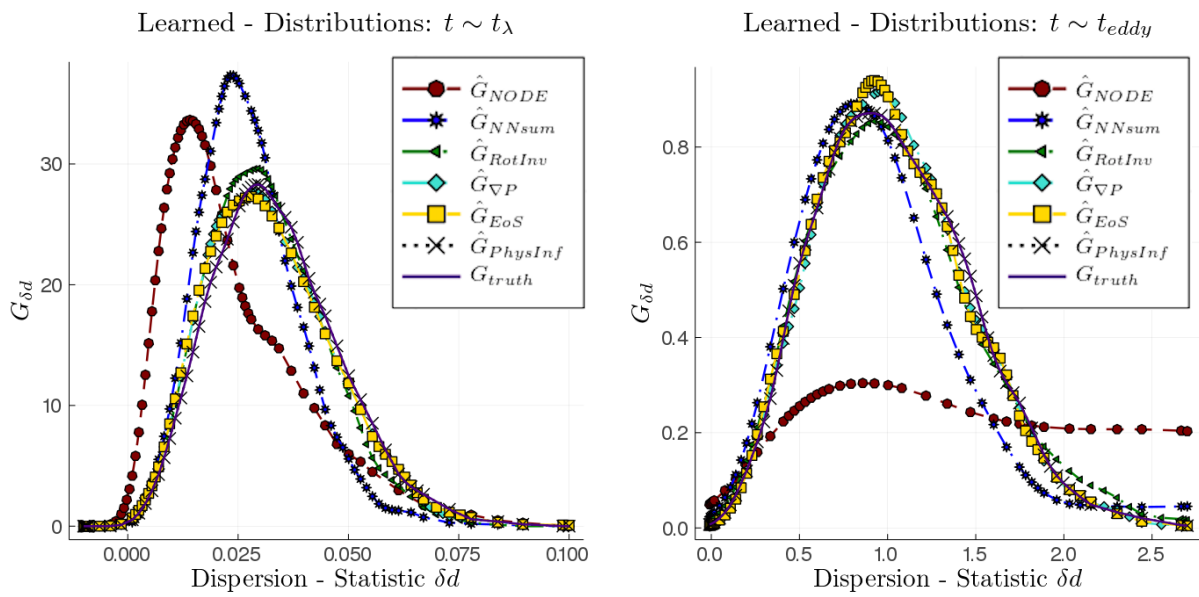 Learned - Distributions: t ∼ t_λ
G_δd
30
20
10
0
0.000 0.025 0.050 0.075 0.100
Dispersion - Statistic δd
Ĝ_NODE
Ĝ_NNsum
Ĝ_RotInv
Ĝ_∇P
Ĝ_EoS
Ĝ_PhysInf
G_truth
Learned - Distributions: t ∼ t_eddy
G_δd
0.8
0.6
0.4
0.2
0.0
0.0 0.5 1.0 1.5 2.0 2.5
Dispersion - Statistic δd
Ĝ_NODE
Ĝ_NNsum
Ĝ_RotInv
Ĝ_∇P
Ĝ_EoS
Ĝ_PhysInf
G_truth